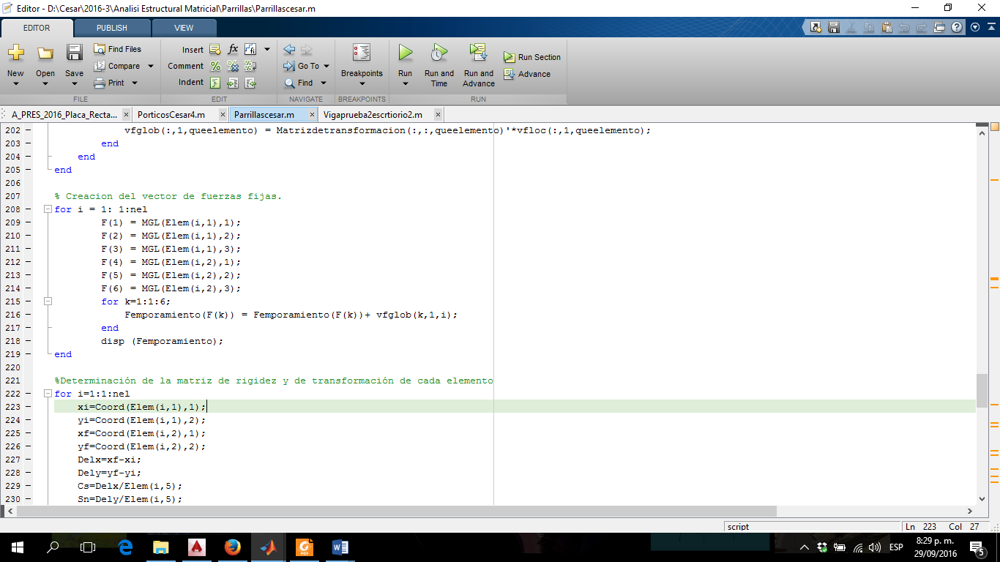 Editor - D:\Cesar\2016-3\Analisi Estructural Matricial\Parrillas\Parrillascesar.m
EDITOR PUBLISH VIEW
New Open Save Find Files Compare Print
Insert Comment Indent
Go To Find
Breakpoints
Run Run and Time Run and Advance Run Section Advance
FILE EDIT NAVIGATE BREAKPOINTS RUN
A_PRES_2016_Placa_Recta... PorticosCesar4.m Parrillascesar.m Vigaprueba2escrtiorio2.m
202 vfglob(:,1,queelemento) = Matrizdetransformacion(:,:,queelemento)'*vfloc(:,1,queelemento);
203 end
204 end
205 end
206
207 % Creacion del vector de fuerzas fijas.
208 for i = 1: 1:nel
209 F(1) = MGL(Elem(i,1),1);
210 F(2) = MGL(Elem(i,1),2);
211 F(3) = MGL(Elem(i,1),3);
212 F(4) = MGL(Elem(i,2),1);
213 F(5) = MGL(Elem(i,2),2);
214 F(6) = MGL(Elem(i,2),3);
215 for k=1:1:6;
216 Femporamiento(F(k)) = Femporamiento(F(k))+ vfglob(k,1,i);
217 end
218 disp (Femporamiento);
219 end
220
221 %Determinación de la matriz de rigidez y de transformación de cada elemento
222 for i=1:1:nel
223 xi=Coord(Elem(i,1),1);
224 yi=Coord(Elem(i,1),2);
225 xf=Coord(Elem(i,2),1);
226 yf=Coord(Elem(i,2),2);
227 Delx=xf-xi;
228 Dely=yf-yi;
229 Cs=Delx/Elem(i,5);
230 Sn=Dely/Elem(i,5);
script Ln 223 Col 27
ESP 8:29 p. m.
29/09/2016 5